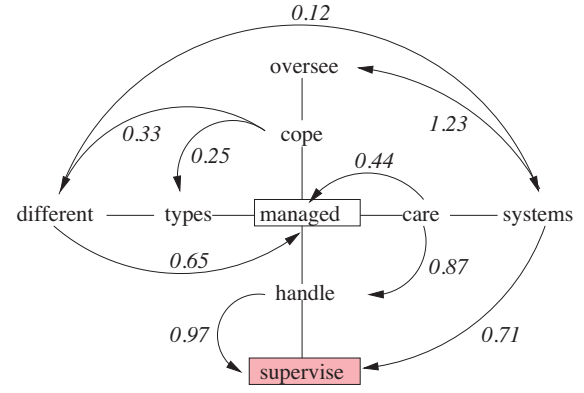 0.12
oversee
0.33
cope
1.23
0.25
0.44
different types managed care systems
0.65
0.87
handle
0.97
0.71
supervise